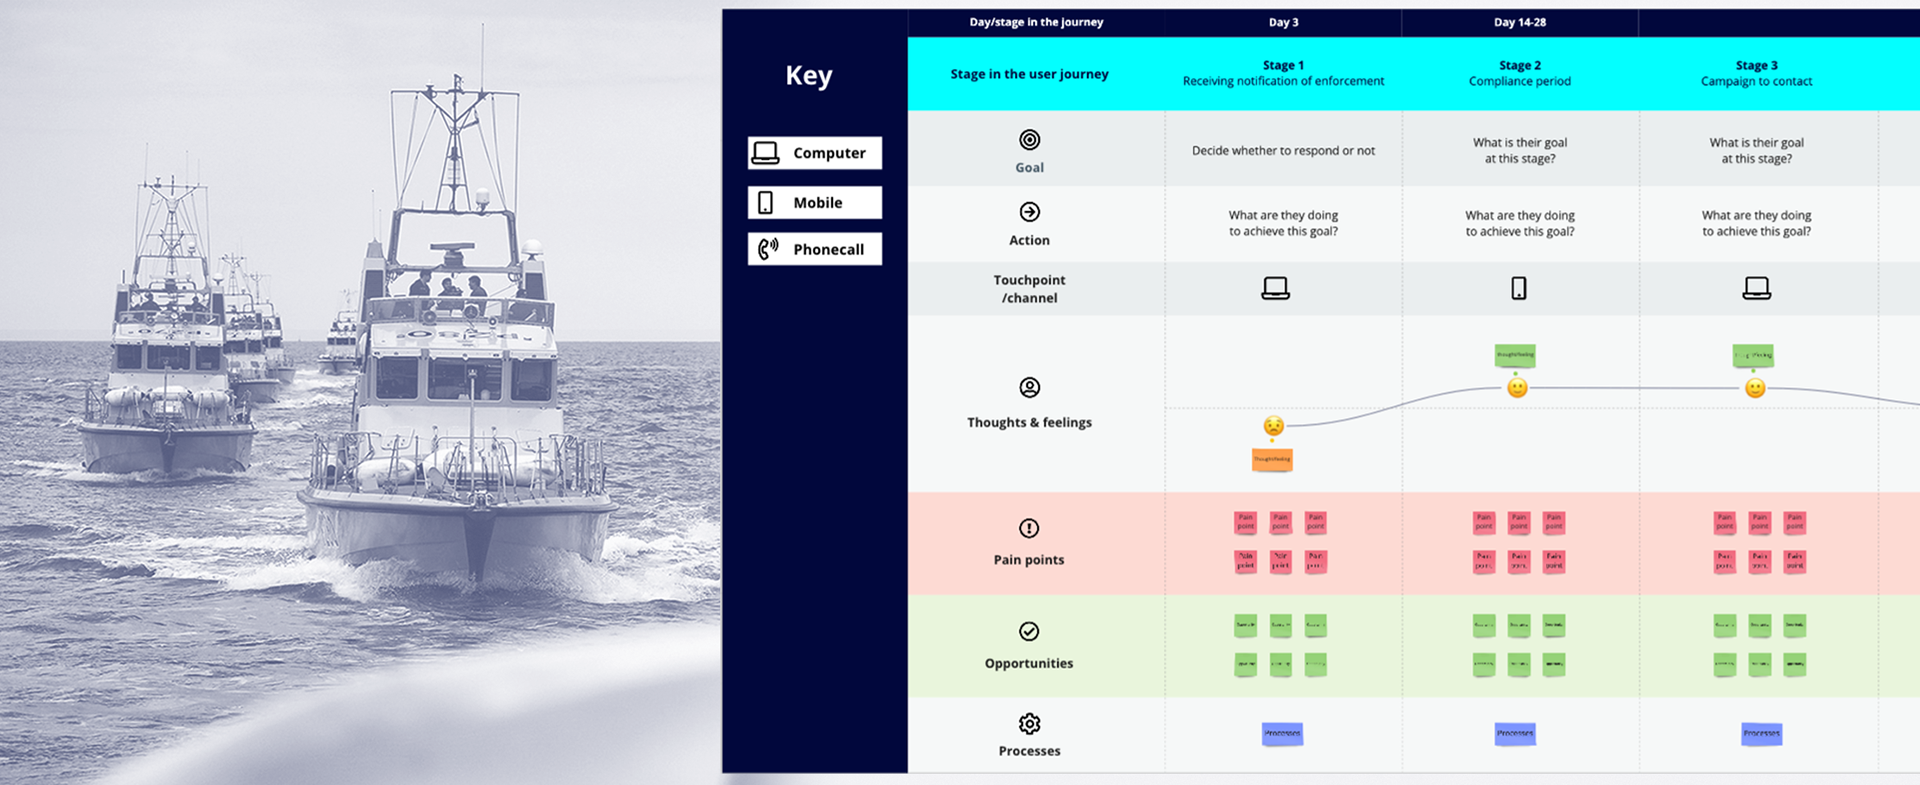 Key
Computer
Mobile
Phonecall
Day/stage in the journey
Day 3
Day 14-28
Stage in the user journey
Stage 1
Receiving notification of enforcement
Stage 2
Compliance period
Stage 3
Campaign to contact
Goal
Decide whether to respond or not
What is their goal
at this stage?
What is their goal
at this stage?
Action
What are they doing
to achieve this goal?
What are they doing
to achieve this goal?
What are they doing
to achieve this goal?
Touchpoint
/channel
Thoughts & feelings
Thought/feeling
Thought/feeling
Thought/feeling
Pain points
Pain
point
Pain
point
Pain
point
Pain
point
Pain
point
Pain
point
Pain
point
Pain
point
Pain
point
Pain
point
Pain
point
Pain
point
Pain
point
Pain
point
Pain
point
Pain
point
Pain
point
Pain
point
Opportunities
Processes
Processes
Processes
Processes